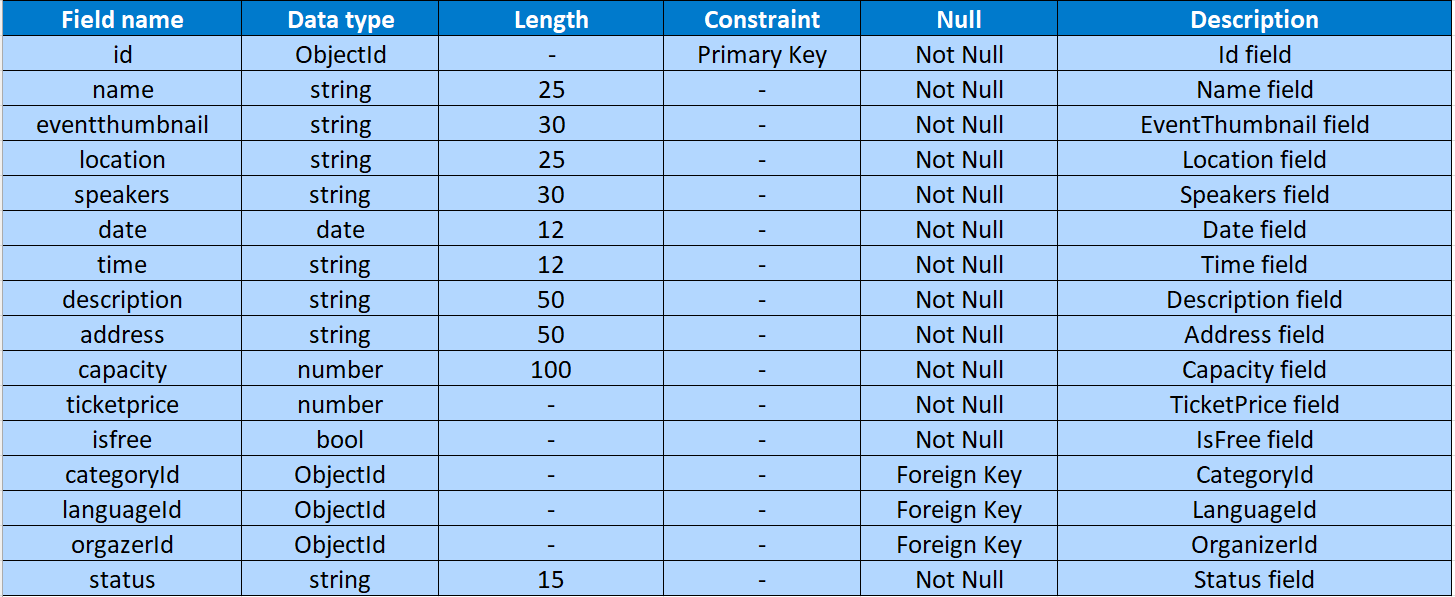 Field name Data type Length Constraint Null Description
id ObjectId - Primary Key Not Null Id field
name string 25 - Not Null Name field
eventthumbnail string 30 - Not Null EventThumbnail field
location string 25 - Not Null Location field
speakers string 30 - Not Null Speakers field
date date 12 - Not Null Date field
time string 12 - Not Null Time field
description string 50 - Not Null Description field
address string 50 - Not Null Address field
capacity number 100 - Not Null Capacity field
ticketprice number - - Not Null TicketPrice field
isfree bool - - Not Null IsFree field
categoryId ObjectId - - Foreign Key CategoryId
languageId ObjectId - - Foreign Key LanguageId
orgazerId ObjectId - - Foreign Key OrganizerId
status string 15 - Not Null Status field